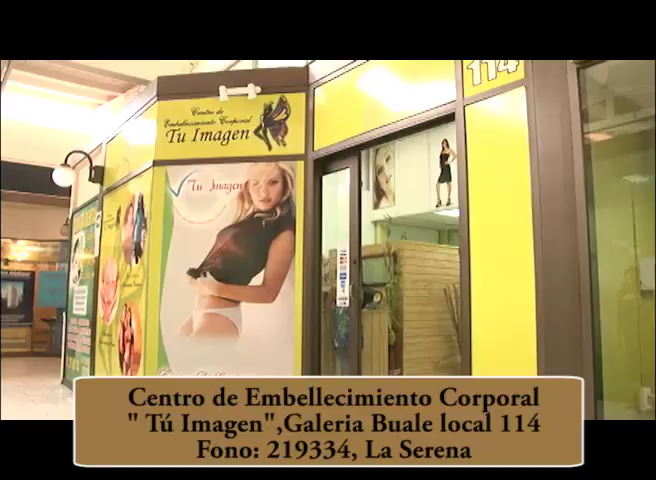 114
Centro de
Embellecimiento Corporal
Tu Imagen
Tu Imagen
Centro de Embellecimiento Corporal
" Tú Imagen",Galeria Buale local 114
Fono: 219334, La Serena